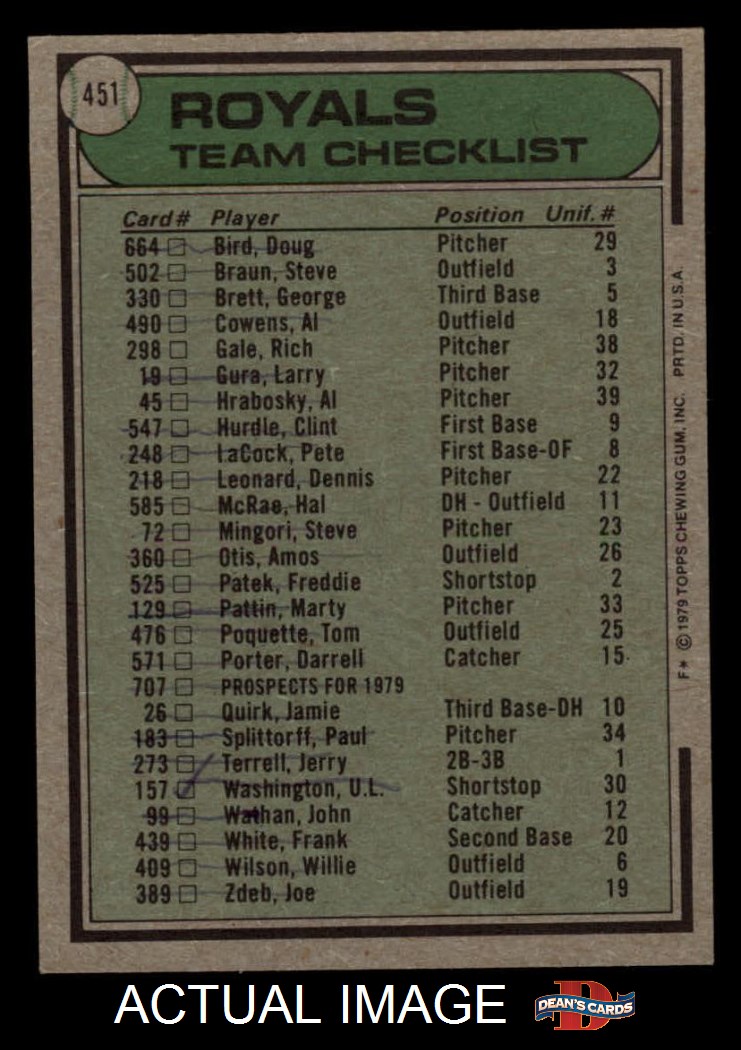 451
ROYALS
TEAM CHECKLIST
Card# Player Position Unif. #
664 □ Bird, Doug Pitcher 29
502 □ Braun, Steve Outfield 3
330 □ Brett, George Third Base 5
490 □ Cowens, Al Outfield 18
298 □ Gale, Rich Pitcher 38
19 □ Gura, Larry Pitcher 32
45 □ Hrabosky, Al Pitcher 39
547 □ Hurdle, Clint First Base 9
248 □ LaCock, Pete First Base-OF 8
218 □ Leonard, Dennis Pitcher 22
585 □ McRae, Hal DH - Outfield 11
72 □ Mingori, Steve Pitcher 23
360 □ Otis, Amos Outfield 26
525 □ Patek, Freddie Shortstop 2
129 □ Pattin, Marty Pitcher 33
476 □ Poquette, Tom Outfield 25
571 □ Porter, Darrell Catcher 15
707 □ PROSPECTS FOR 1979
26 □ Quirk, Jamie Third Base-DH 10
183 □ Splittorff, Paul Pitcher 34
273 □ Terrell, Jerry 2B-3B 1
157 □ Washington, U.L. Shortstop 30
99 □ Wathan, John Catcher 12
439 □ White, Frank Second Base 20
409 □ Wilson, Willie Outfield 6
389 □ Zdeb, Joe Outfield 19
F* © 1979 TOPPS CHEWING GUM, INC. PRTD. IN U.S.A.
ACTUAL IMAGE
D
DEAN'S CARDS